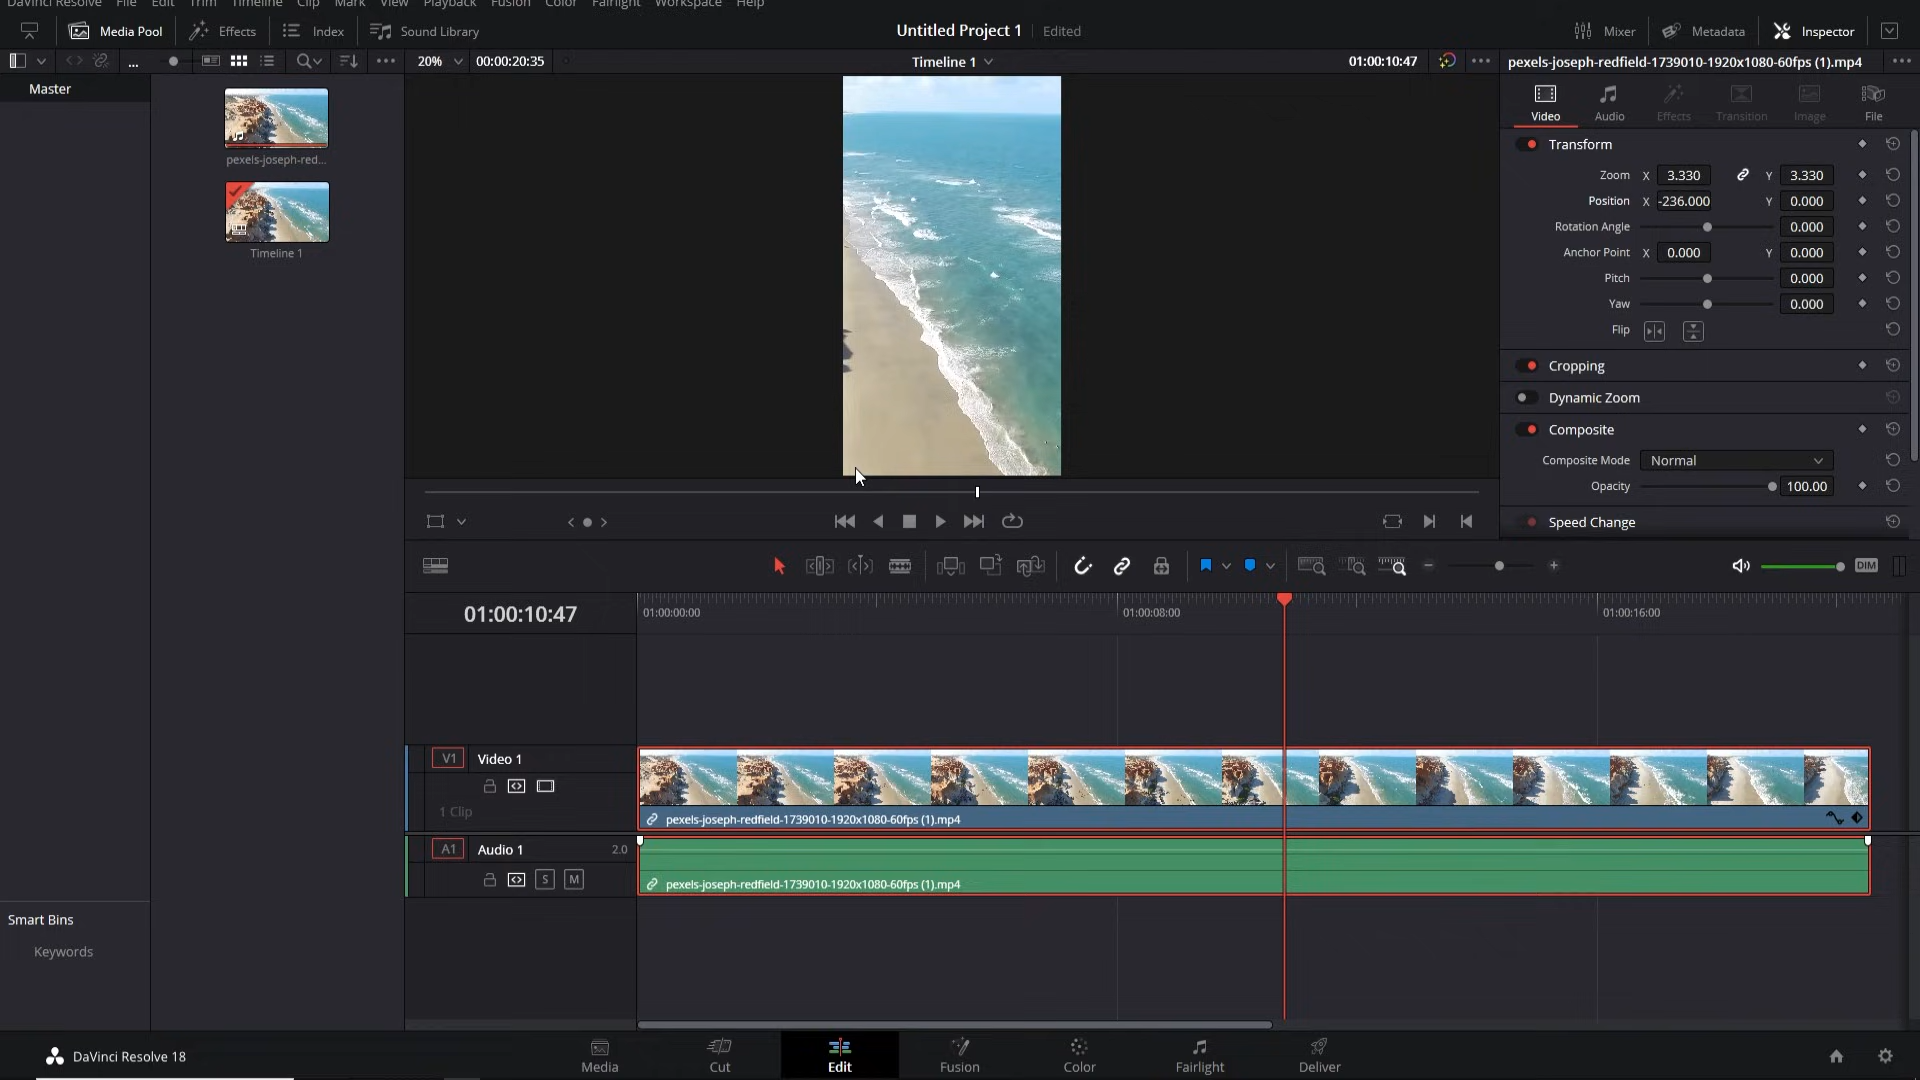 DaVinci Resolve File Edit Trim Timeline Clip Mark View Playback Fusion Color Fairlight Workspace Help
Media Pool Effects Index Sound Library Untitled Project 1 Edited Mixer Metadata Inspector
... 20% 00:00:20:35 Timeline 1 01:00:10:47 pexels-joseph-redfield-1739010-1920x1080-60fps (1).mp4
Master
pexels-joseph-red...
Timeline 1
Video Audio Effects Transition Image File
Transform
Zoom X 3.330 Y 3.330
Position X -236.000 Y 0.000
Rotation Angle 0.000
Anchor Point X 0.000 Y 0.000
Pitch 0.000
Yaw 0.000
Flip
Cropping
Dynamic Zoom
Composite
Composite Mode Normal
Opacity 100.00
Speed Change
DIM
01:00:10:47 01:00:00:00 01:00:08:00 01:00:16:00
V1 Video 1
1 Clip
pexels-joseph-redfield-1739010-1920x1080-60fps (1).mp4
A1 Audio 1 2.0
S M
pexels-joseph-redfield-1739010-1920x1080-60fps (1).mp4
Smart Bins
Keywords
DaVinci Resolve 18
Media Cut Edit Fusion Color Fairlight Deliver